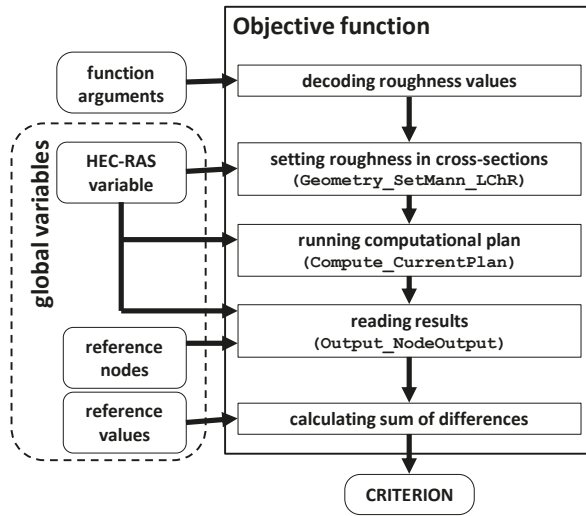 Objective function
function
arguments
decoding roughness values
global variables
HEC-RAS
variable
setting roughness in cross-sections
(Geometry_SetMann_LChR)
running computational plan
(Compute_CurrentPlan)
reading results
(Output_NodeOutput)
reference
nodes
reference
values
calculating sum of differences
CRITERION